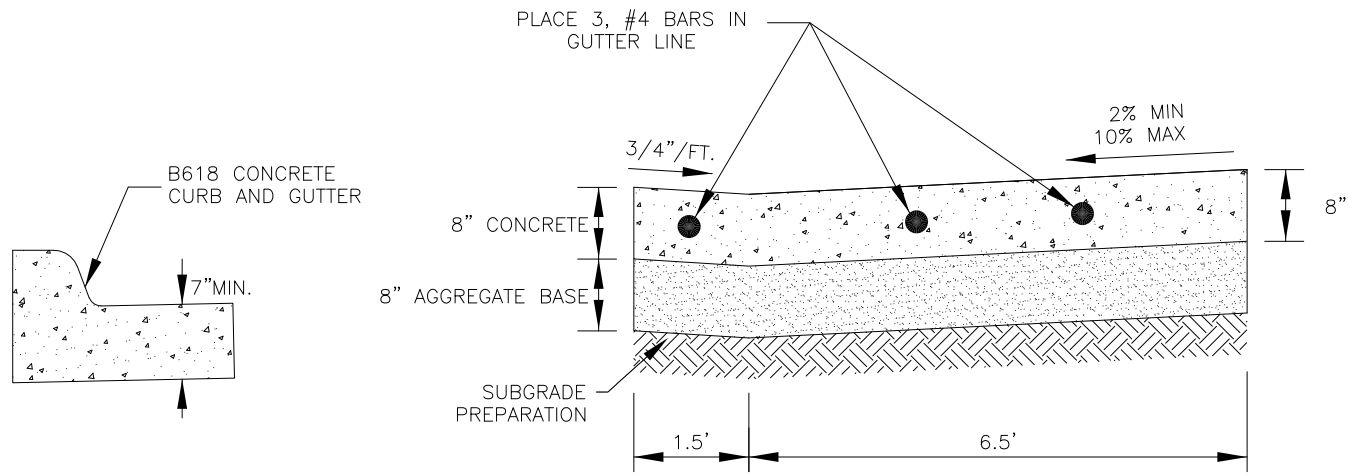 PLACE 3, #4 BARS IN
GUTTER LINE
2% MIN
10% MAX
3/4"/FT.
B618 CONCRETE
CURB AND GUTTER
8" CONCRETE
8"
7"MIN.
8" AGGREGATE BASE
SUBGRADE
PREPARATION
1.5'
6.5'